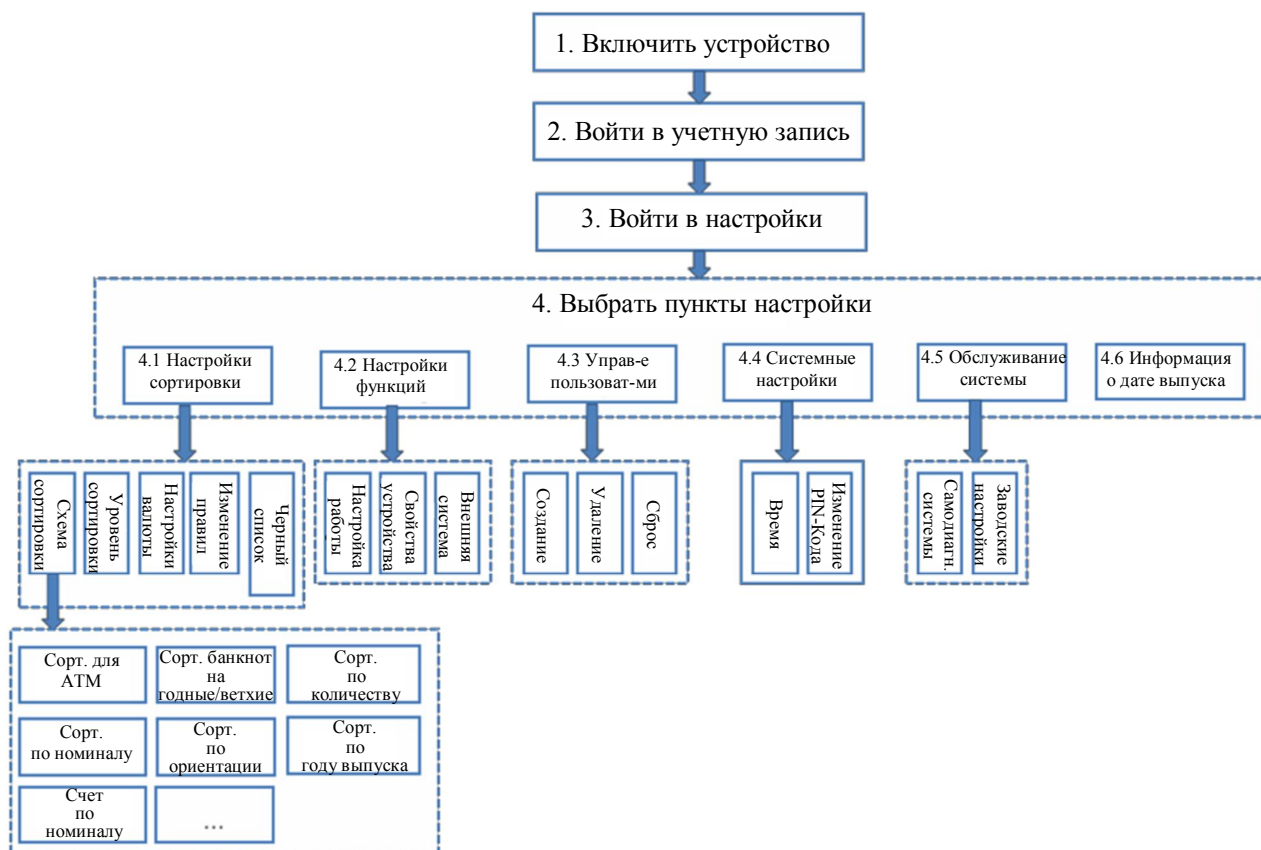 1. Включить устройство
2. Войти в учетную запись
3. Войти в настройки
4. Выбрать пункты настройки
4.1 Настройки
сортировки
4.2 Настройки
функций
4.3 Управ-е
пользоват-ми
4.4 Системные
настройки
4.5 Обслуживание
системы
4.6 Информация
о дате выпуска
Схема
сортировки
Уровень
сортировки
Настройки
валюты
Изменение
правил
Черный
список
Настройка
работы
Свойства
устройства
Внешняя
система
Создание
Удаление
Сброс
Время
Изменение
PIN-Кода
Самодиагн.
системы
Заводские
настройки
Сорт. для
ATM
Сорт. банкнот
на
годные/ветхие
Сорт.
по
количеству
Сорт.
по номиналу
Сорт.
по
ориентации
Сорт.
по
году выпуска
Счет
по
номиналу
...